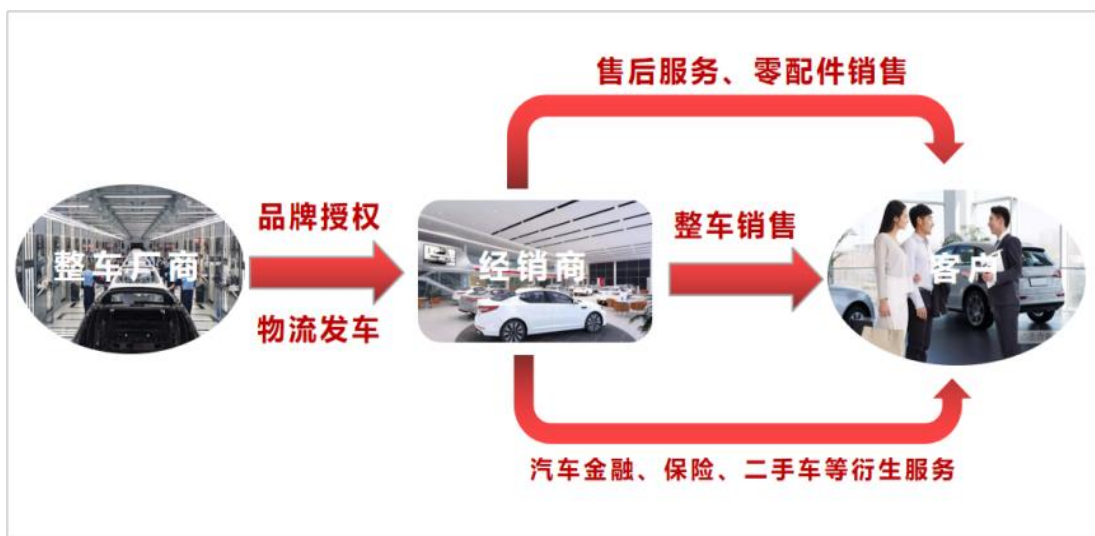 售后服务、零配件销售
品牌授权
整车销售
整车厂商
经销商
客户
物流发车
汽车金融、保险、二手车等衍生服务